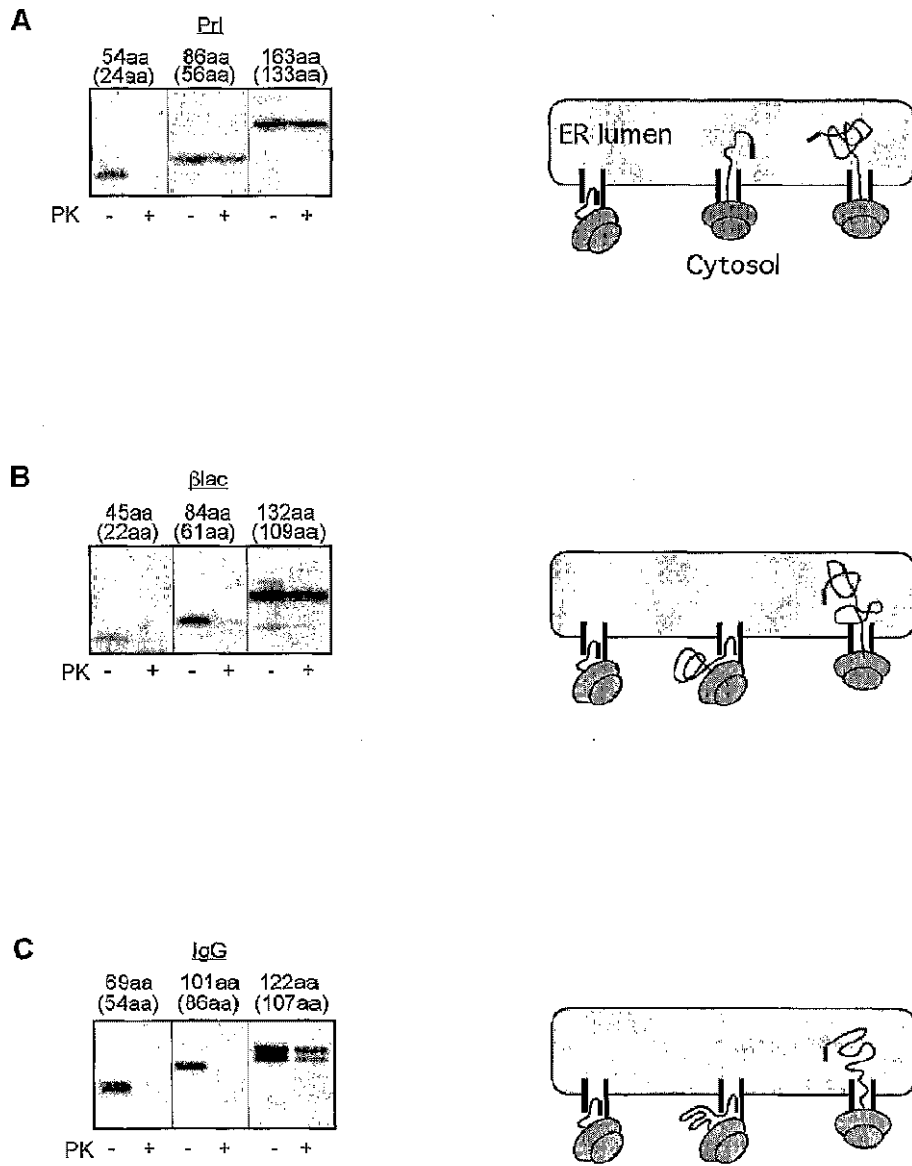 A
Prl
54aa 86aa 163aa
(24aa) (56aa) (133aa)
PK - + - + - +
ER lumen
Cytosol
B
βlac
45aa 84aa 132aa
(22aa) (61aa) (109aa)
PK - + - + - +
C
IgG
69aa 101aa 122aa
(54aa) (86aa) (107aa)
PK - + - + - +